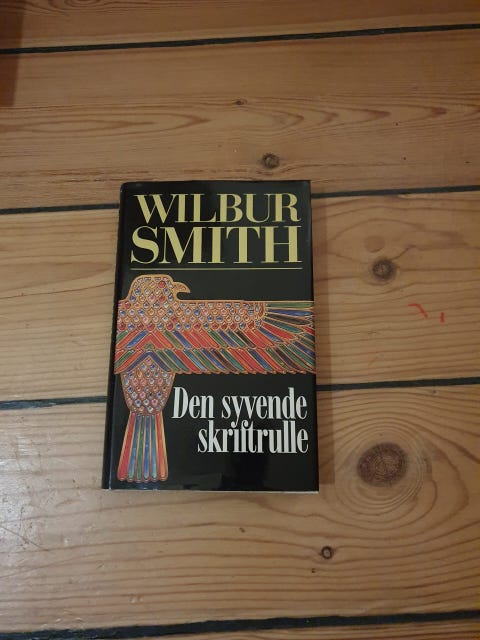 WILBUR
SMITH
Den syvende
skriftrulle